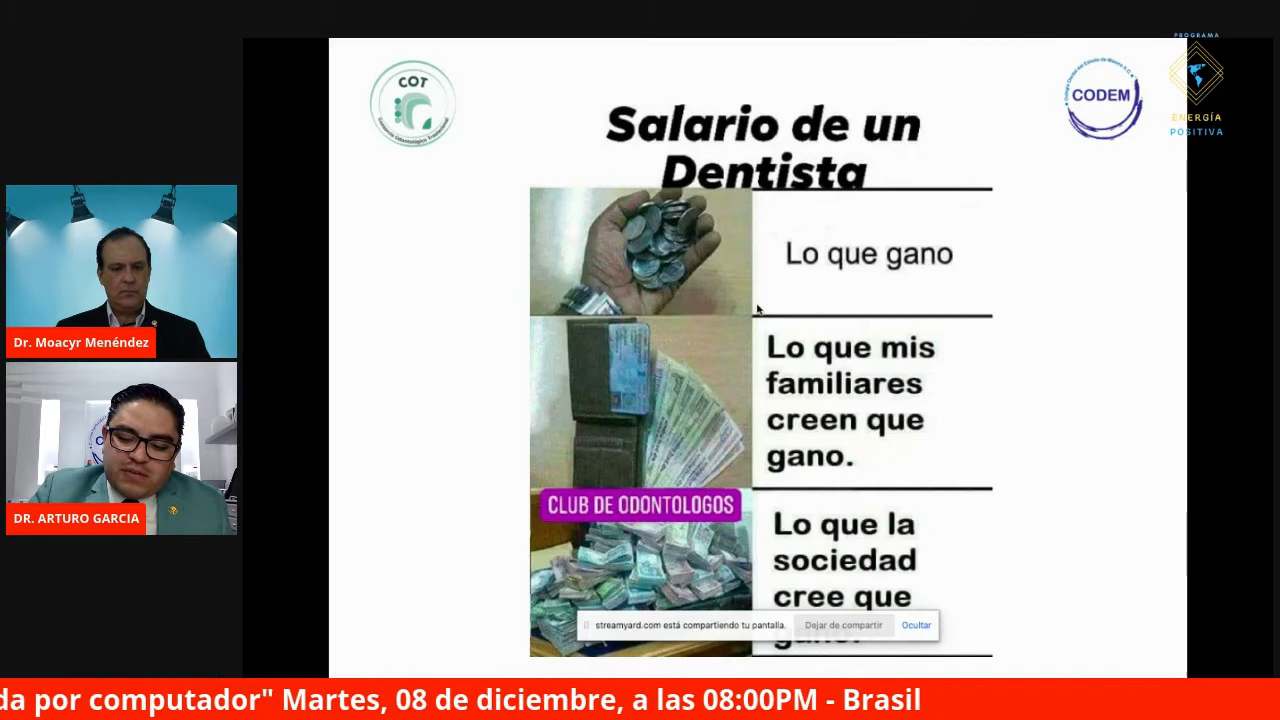 PROGRAMA
ENERGÍA
POSITIVA
COT
CODEM
Salario de un
Dentista
Lo que gano
Lo que mis
familiares
creen que
gano.
CLUB DE ODONTOLOGOS
Lo que la
sociedad
cree que
gano.
streamyard.com está compartiendo tu pantalla.
Dejar de compartir
Ocultar
Dr. Moacyr Menéndez
DR. ARTURO GARCIA
da por computador" Martes, 08 de diciembre, a las 08:00PM - Brasil